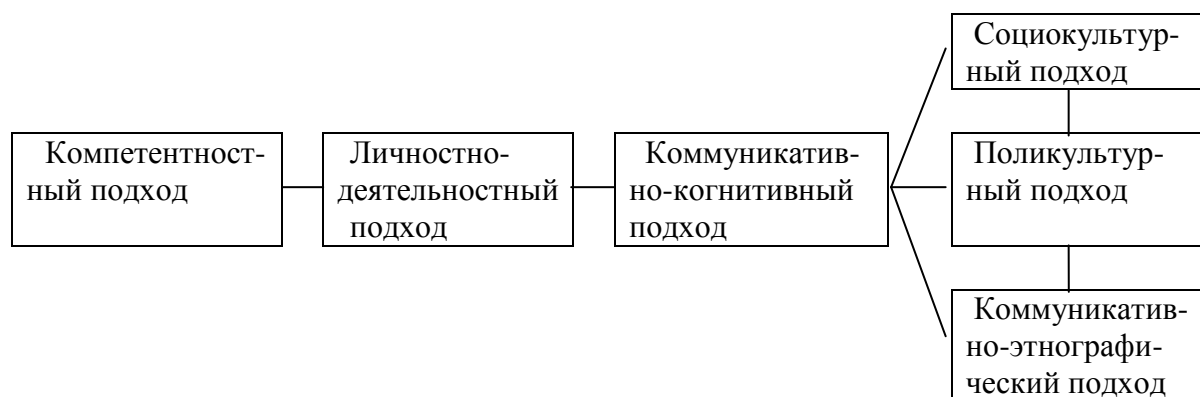 Социокультур-
ный подход
Компетентност-
ный подход
Личностно-
деятельностный
подход
Коммуникатив-
но-когнитивный
подход
Поликультур-
ный подход
Коммуникатив-
но-этнографи-
ческий подход